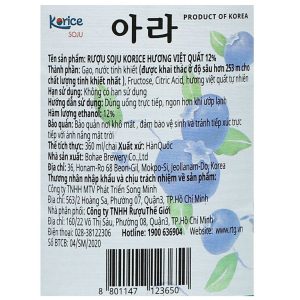 Korice
SOJU
아라
PRODUCT OF KOREA
Tên sản phẩm: RƯỢU SOJU KORICE HƯƠNG VIỆT QUẤT 12%
Thành phần: Gạo, nước tinh khiết (được khai thác ở độ sâu hơn 253 m cho
chất lượng tinh khiết nhất ), Fructose, Citric Acid, hương việt quất tự nhiên
Hạn sử dụng: Không có hạn sử dụng
Hướng dẫn sử dụng: Dùng uống trực tiếp, ngon hơn khi ướp lạnh
Hàm lượng ethanol: 12%
Bảo quản: Bảo quản nơi khô mát , đảm bảo vệ sinh và tránh tiếp xúc trực
tiếp với ánh nắng mặt trời
Thể tích thực: 360 ml/chai Xuất xứ: HànQuốc
Nhà sản xuất: Bohae Brewery Co.,Ltd
Địa chỉ: 36, Honam-Ro 68 Beon-Gil, Mokpo-Si, JeollaNam-Do, Korea
Thương nhân nhập khẩu và chịu trách nhiệm về sản phẩm:
Công ty TNHH MTV Phát Triển Song Minh
Địa chỉ: 563/2 Hoàng Sa, Phường 07, Quận 3, TP.Hồ Chí Minh
Phân phối bởi: Công ty TNHH RượuThế Giới
Địa chỉ: 160/22 Võ Thị Sáu, Phường 08, Quận 3, TP.Hồ Chí Minh
Điện thoại: 028-38122306 Hotline: 1900 636904 Website: www.rtg.vn
Số BTCB: 04/SM/2020
8 801147 123650